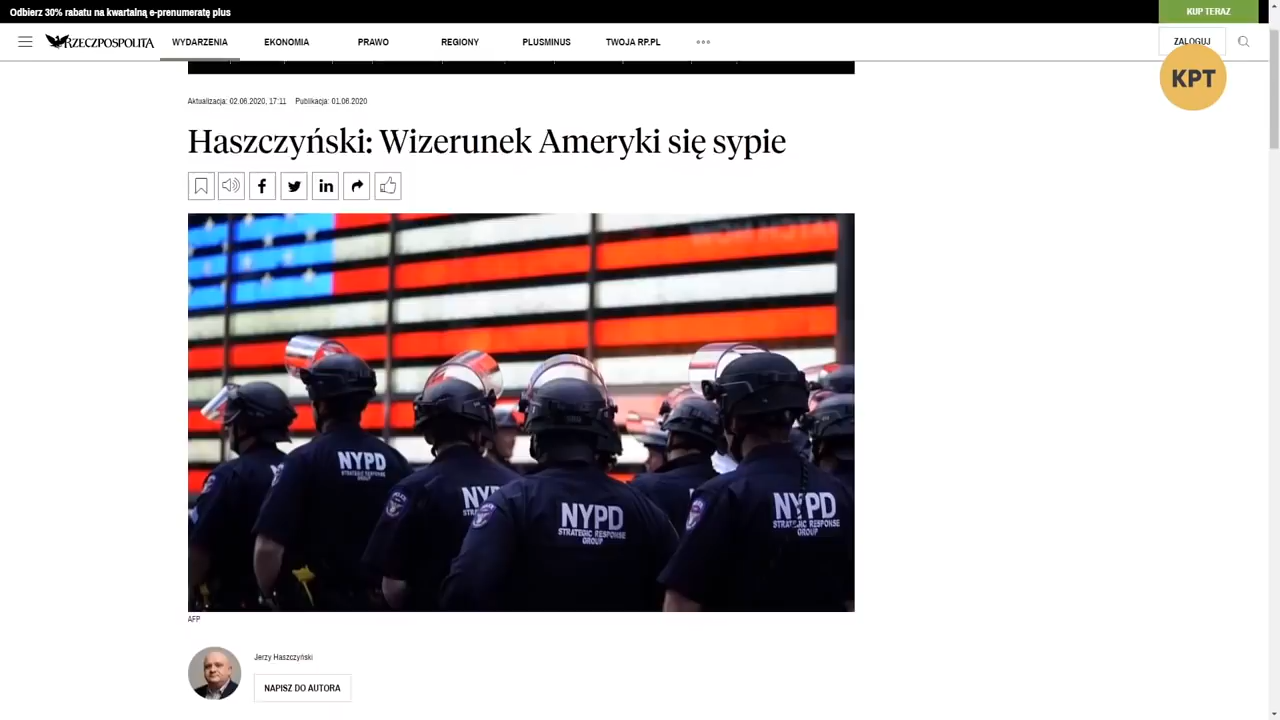 Odbierz 30% rabatu na kwartalną e-prenumeratę plus
KUP TERAZ
RZECZPOSPOLITA
WYDARZENIA
EKONOMIA
PRAWO
REGIONY
PLUSMINUS
TWOJA RP.PL
ZALOGUJ
KPT
Aktualizacja: 02.06.2020, 17:11 Publikacja: 01.06.2020
Haszczyński: Wizerunek Ameryki się sypie
NYPD
STRATEGIC RESPONSE
GROUP
NYPD
STRATEGIC RESPONSE
GROUP
NYPD
STRATEGIC RESPONSE
GROUP
AFP
Jerzy Haszczyński
NAPISZ DO AUTORA